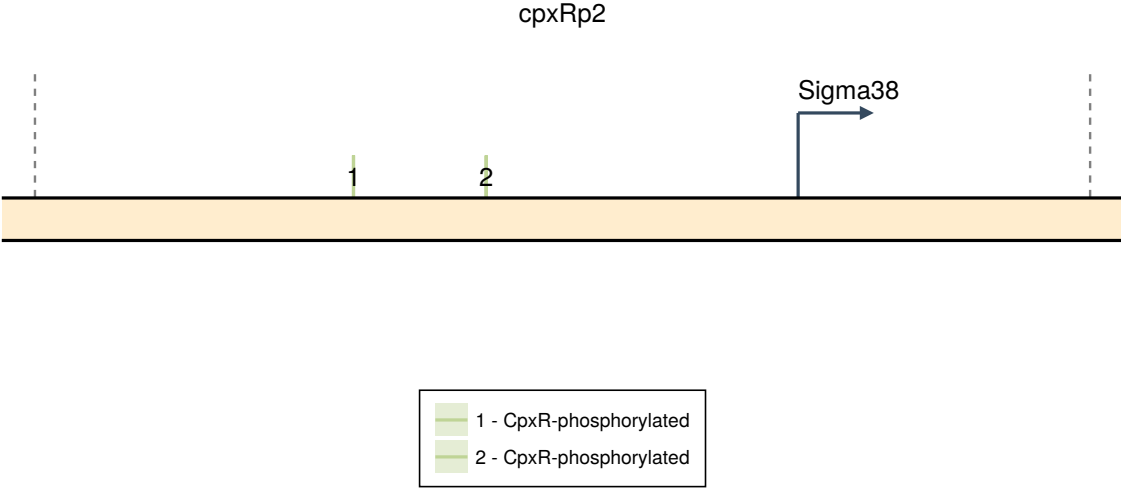 cpxRp2
Sigma38
1
2
1 - CpxR-phosphorylated
2 - CpxR-phosphorylated